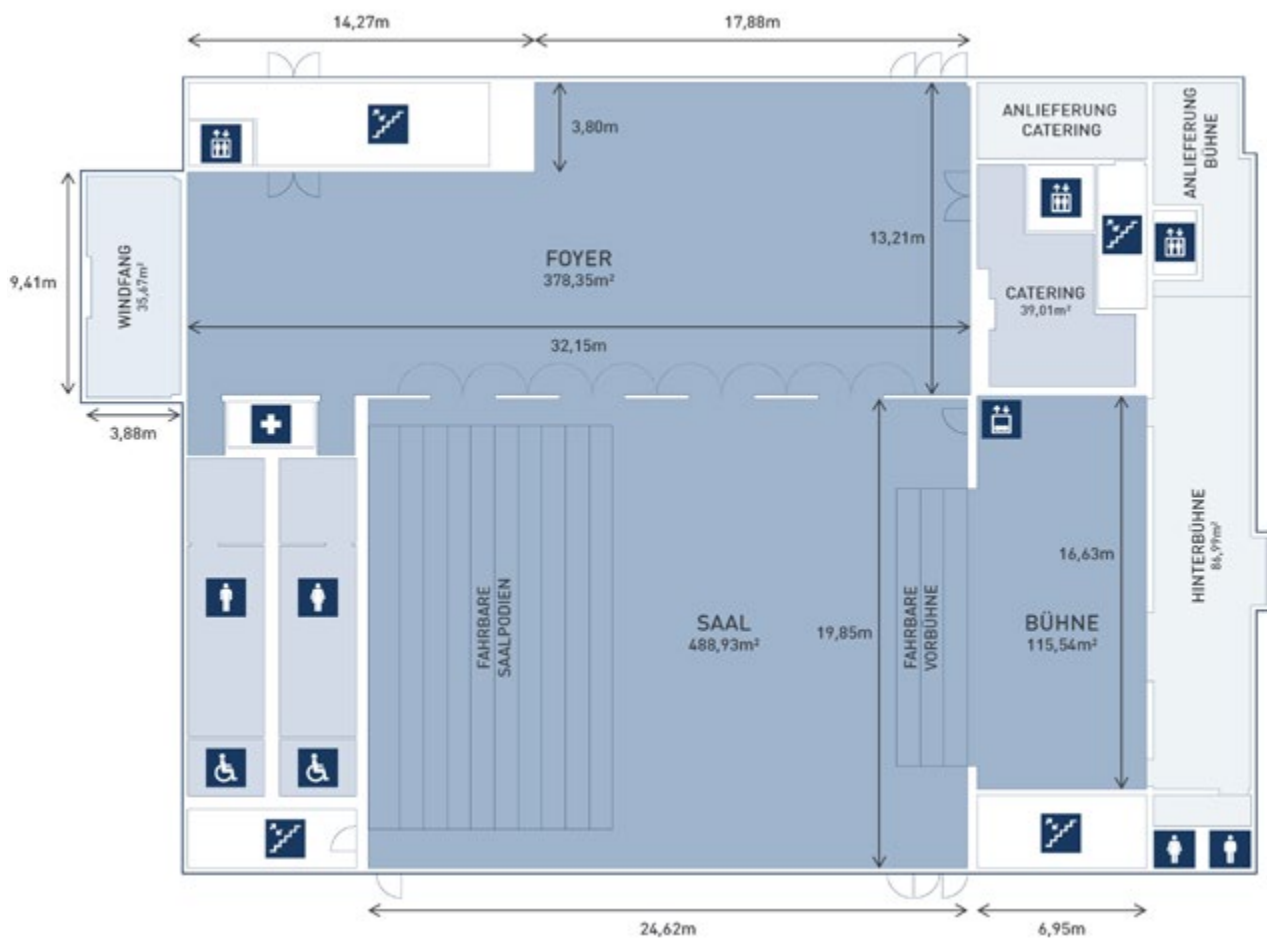 14,27m
17,88m
3,80m
ANLIEFERUNG
CATERING
ANLIEFERUNG
BÜHNE
9,41m
WINDFANG
35,67m²
FOYER
378,35m²
13,21m
CATERING
39,01m²
32,15m
3,88m
FAHRBARE
SAALPODIEN
SAAL
488,93m²
19,85m
FAHRBARE
VORBÜHNE
16,63m
BÜHNE
115,54m²
HINTERBÜHNE
86,99m²
24,62m
6,95m